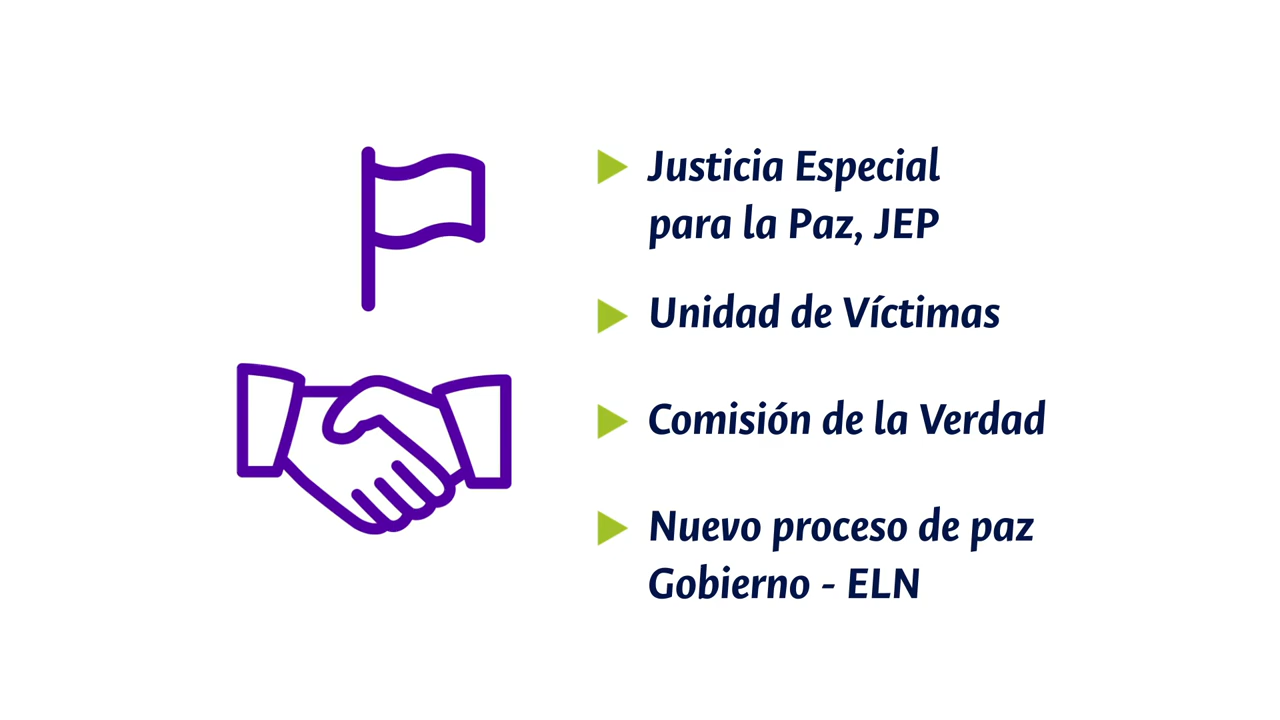 Justicia Especial
para la Paz, JEP
Unidad de Víctimas
Comisión de la Verdad
Nuevo proceso de paz
Gobierno - ELN